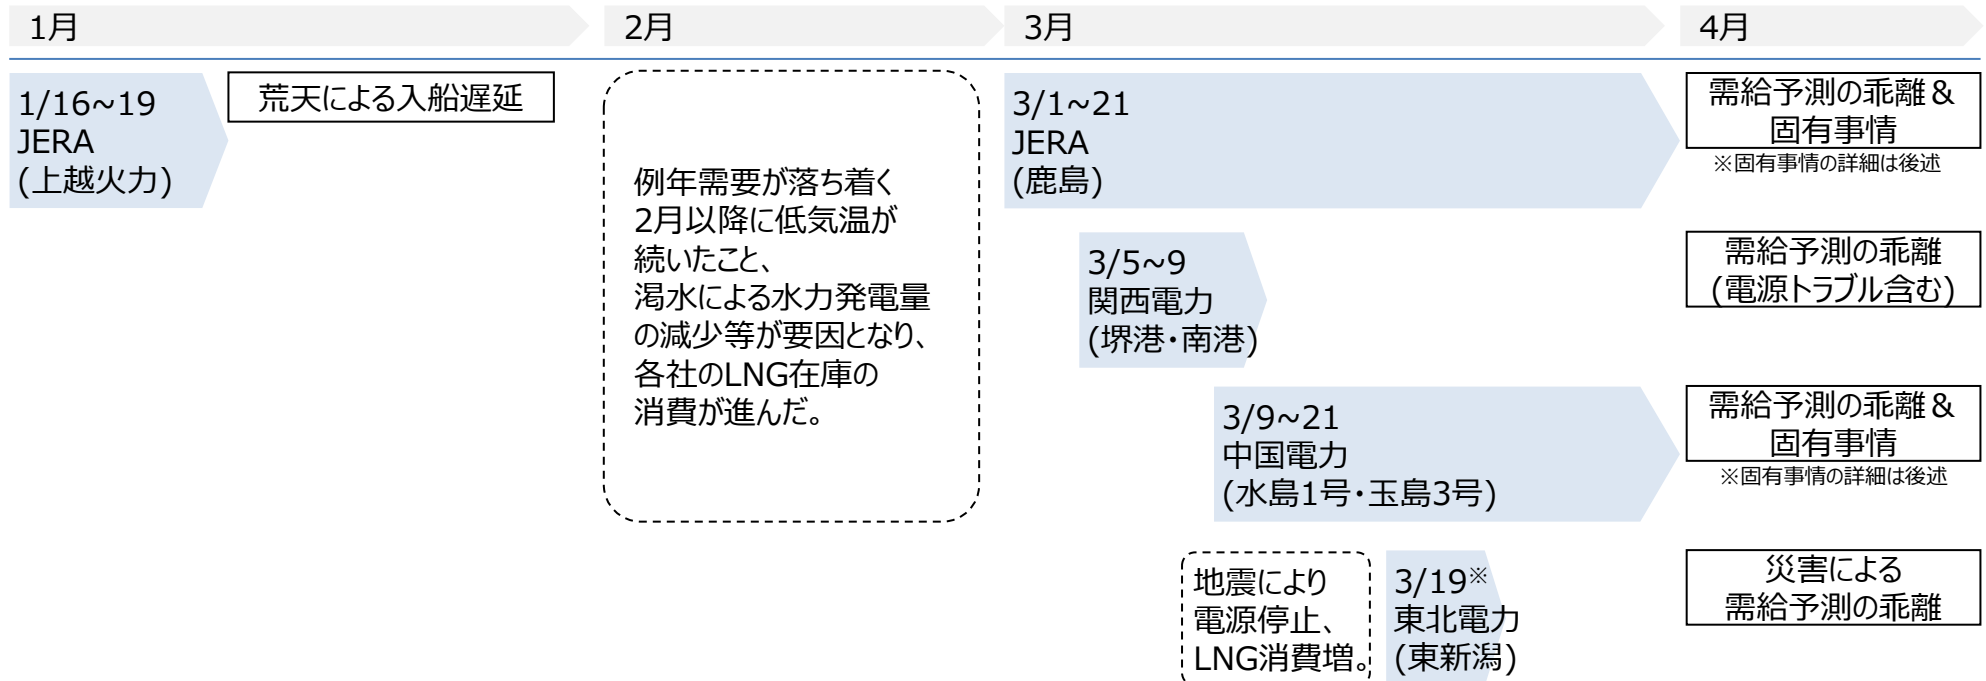 1月
2月
3月
4月
1/16~19
JERA
(上越火力)
荒天による入船遅延
例年需要が落ち着く
2月以降に低気温が
続いたこと、
渇水による水力発電量
の減少等が要因となり、
各社のLNG在庫の
消費が進んだ。
3/1~21
JERA
(鹿島)
需給予測の乖離&
固有事情
※固有事情の詳細は後述
3/5~9
関西電力
(堺港・南港)
需給予測の乖離
(電源トラブル含む)
3/9~21
中国電力
(水島1号・玉島3号)
需給予測の乖離&
固有事情
※固有事情の詳細は後述
地震により
電源停止、
LNG消費増。
3/19※
東北電力
(東新潟)
災害による
需給予測の乖離